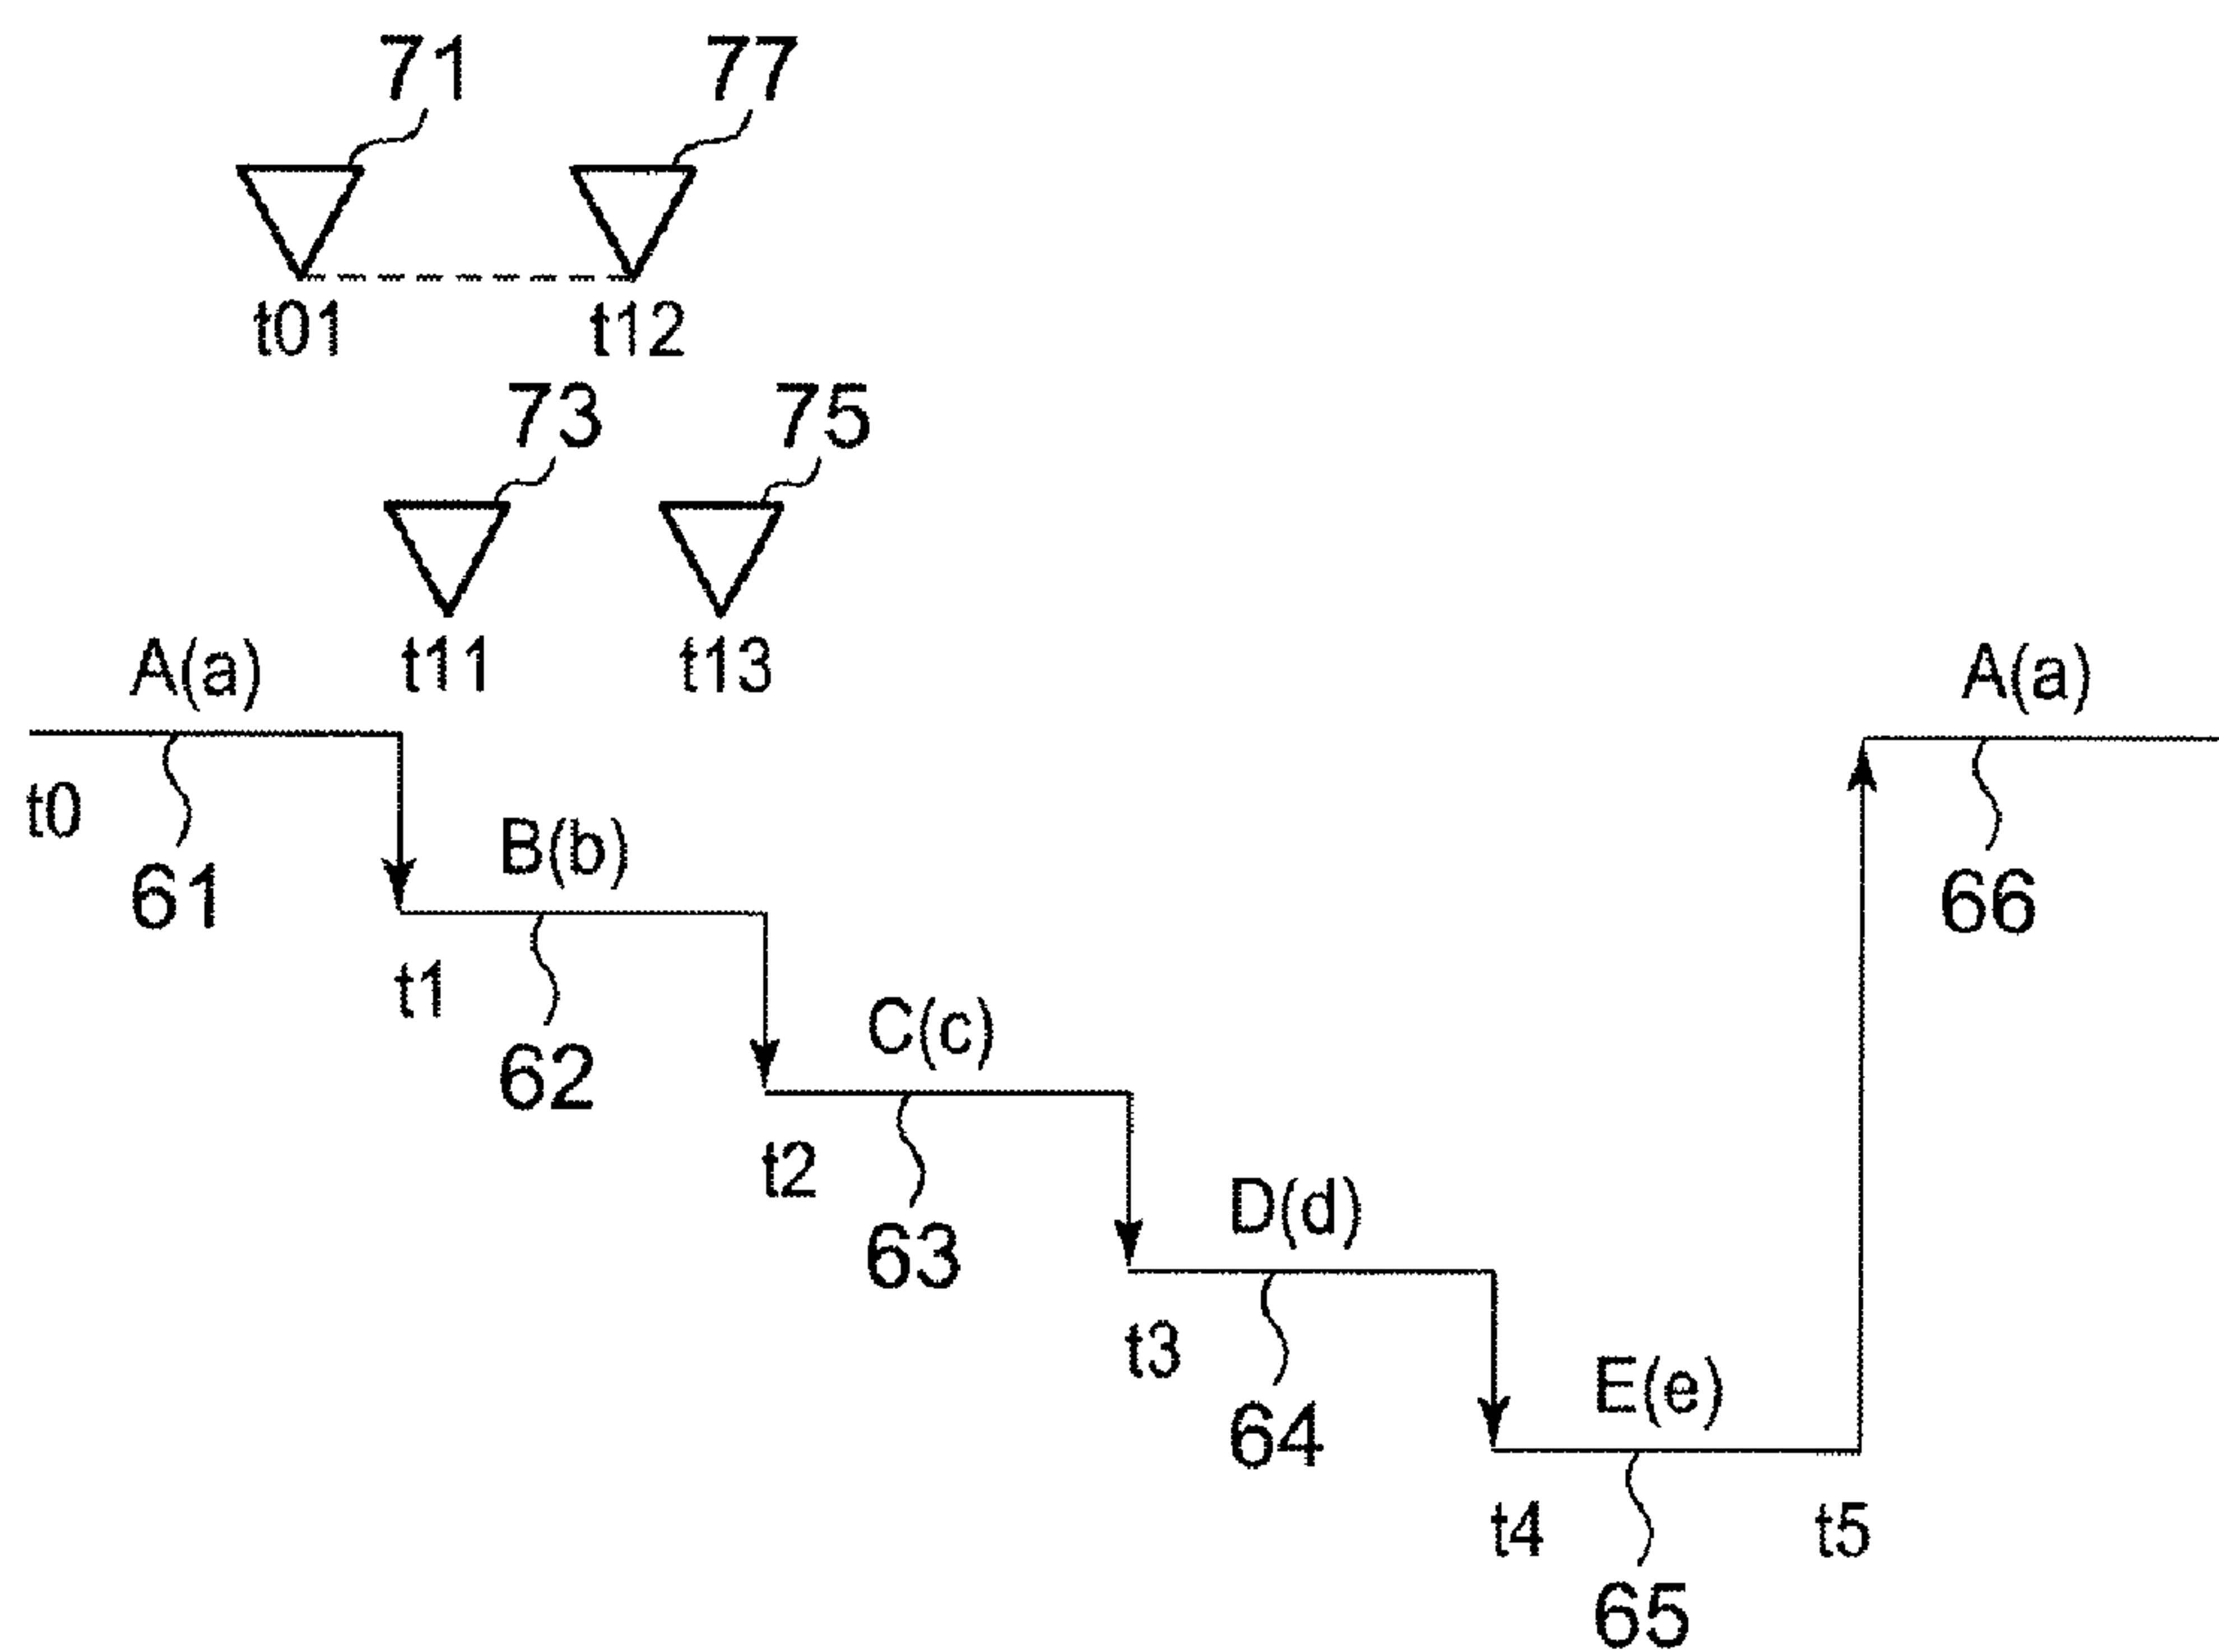 71 77
t01 t12
73 75
t11 t13
A(a) A(a)
t0
B(b)
61 66
t1
C(c)
62
t2
D(d)
63
t3
E(e)
64
t4 t5
65